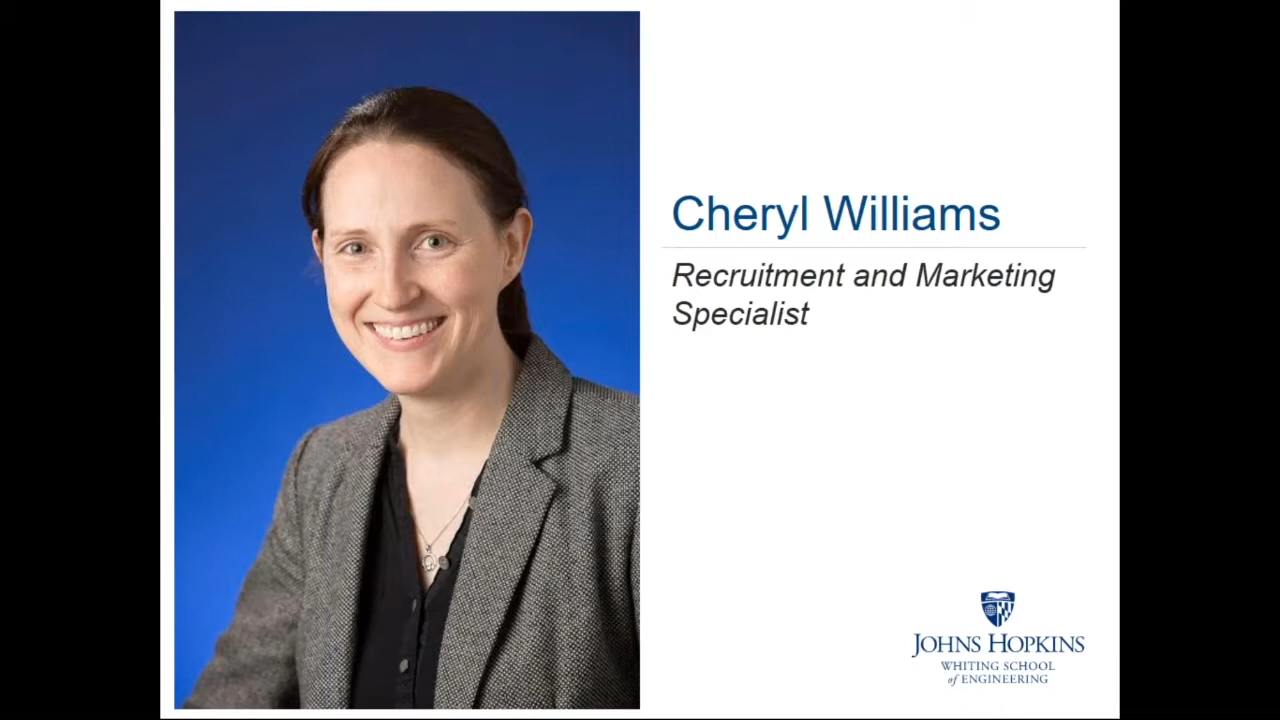 Cheryl Williams
Recruitment and Marketing
Specialist
JOHNS HOPKINS
WHITING SCHOOL
of ENGINEERING